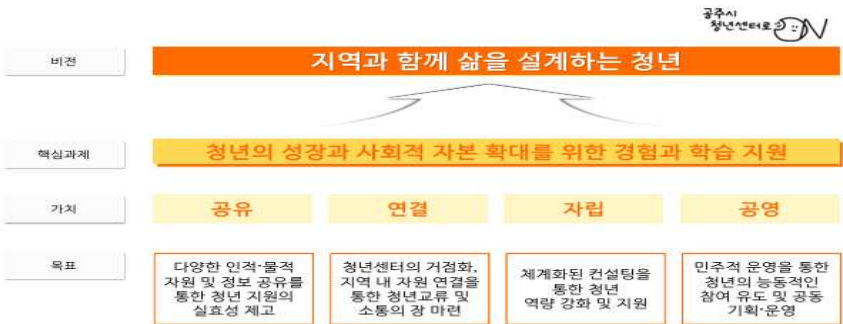 공주시
청년센터로ON
비전
지역과 함께 삶을 설계하는 청년
핵심과제
청년의 성장과 사회적 자본 확대를 위한 경험과 학습 지원
가치
공유
연결
자립
공영
목표
다양한 인적·물적
자원 및 정보 공유를
통한 청년 지원의
실효성 제고
청년센터의 거점화,
지역 내 자원 연결을
통한 청년교류 및
소통의 장 마련
체계화된 컨설팅을
통한 청년
역량 강화 및 지원
민주적 운영을 통한
청년의 능동적인
참여 유도 및 공동
기획·운영